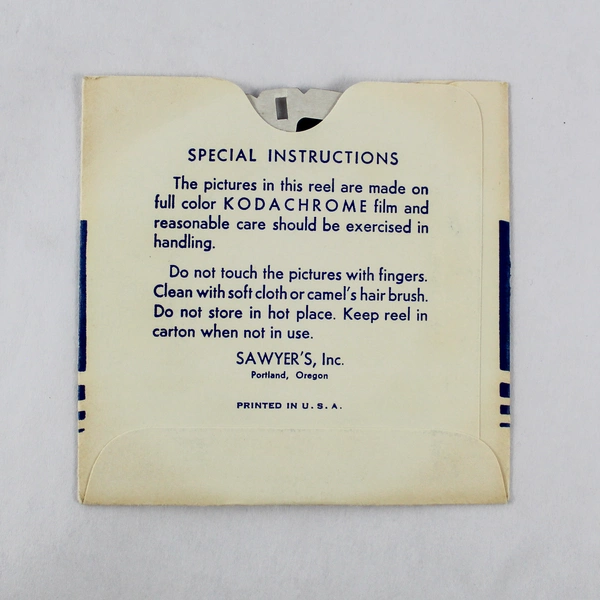 SPECIAL INSTRUCTIONS
The pictures in this reel are made on
full color KODACHROME film and
reasonable care should be exercised in
handling.
Do not touch the pictures with fingers.
Clean with soft cloth or camel's hair brush.
Do not store in hot place. Keep reel in
carton when not in use.
SAWYER'S, Inc.
Portland, Oregon
PRINTED IN U. S. A.